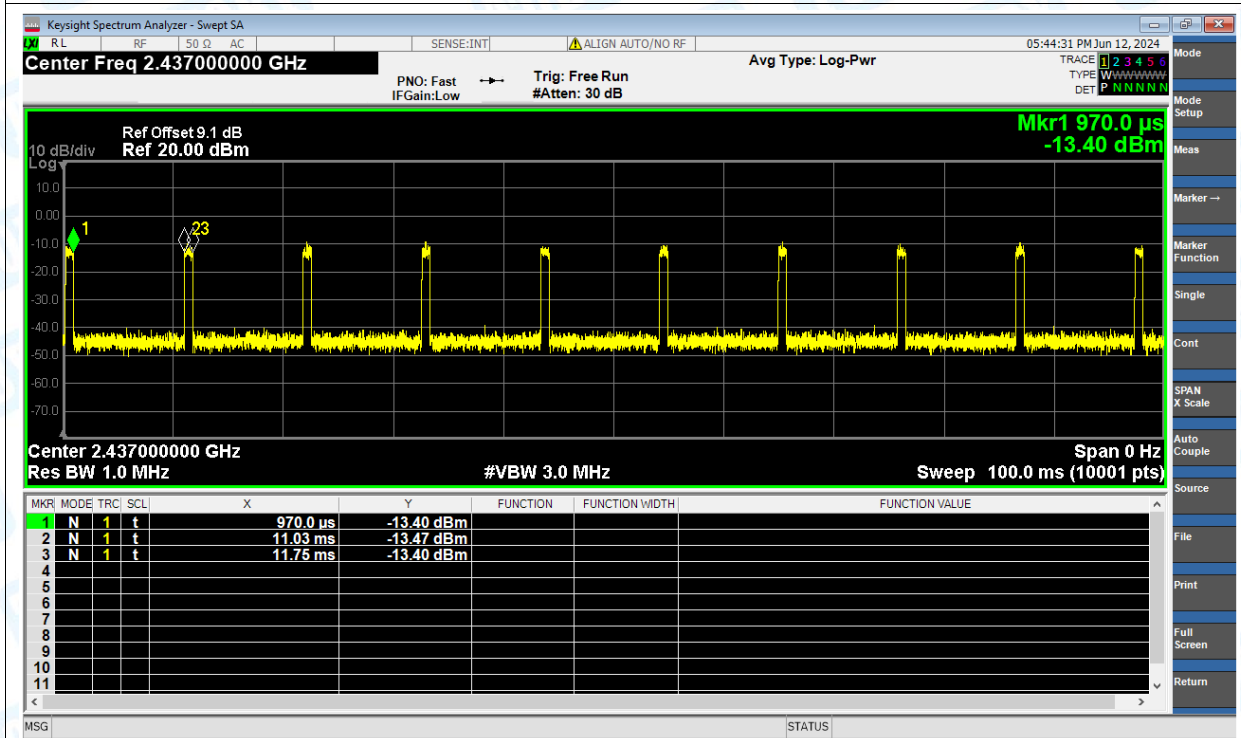 Keysight Spectrum Analyzer - Swept SA
LXI RL RF 50 Ω AC SENSE:INT ALIGN AUTO/NO RF 05:44:31 PM Jun 12, 2024
Center Freq 2.437000000 GHz
PNO: Fast
IFGain:Low
Trig: Free Run
#Atten: 30 dB
Avg Type: Log-Pwr
TRACE 1 2 3 4 5 6
TYPE W
DET P N N N N N
Mkr1 970.0 µs
-13.40 dBm
Ref Offset 9.1 dB
10 dB/div Ref 20.00 dBm
Log
10.0
0.00
-10.0
-20.0
-30.0
-40.0
-50.0
-60.0
-70.0
1
2 3
Center 2.437000000 GHz Span 0 Hz
Res BW 1.0 MHz #VBW 3.0 MHz Sweep 100.0 ms (10001 pts)
MKR MODE TRC SCL X Y FUNCTION FUNCTION WIDTH FUNCTION VALUE
1 N 1 t 970.0 µs -13.40 dBm
2 N 1 t 11.03 ms -13.47 dBm
3 N 1 t 11.75 ms -13.40 dBm
4
5
6
7
8
9
10
11
MSG STATUS
Mode
Mode Setup
Meas
Marker →
Marker Function
Single
Cont
SPAN X Scale
Auto Couple
Source
File
Print
Full Screen
Return